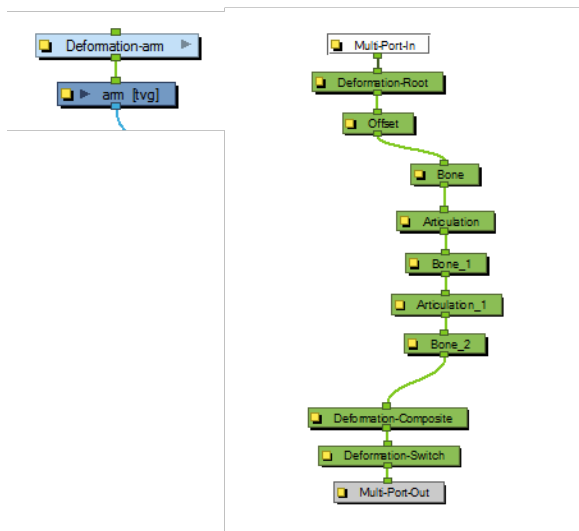 Deformation-arm
arm [tvg]
Multi-Port-In
Deformation-Root
Offset
Bone
Articulation
Bone_1
Articulation_1
Bone_2
Deformation-Composite
Deformation-Switch
Multi-Port-Out